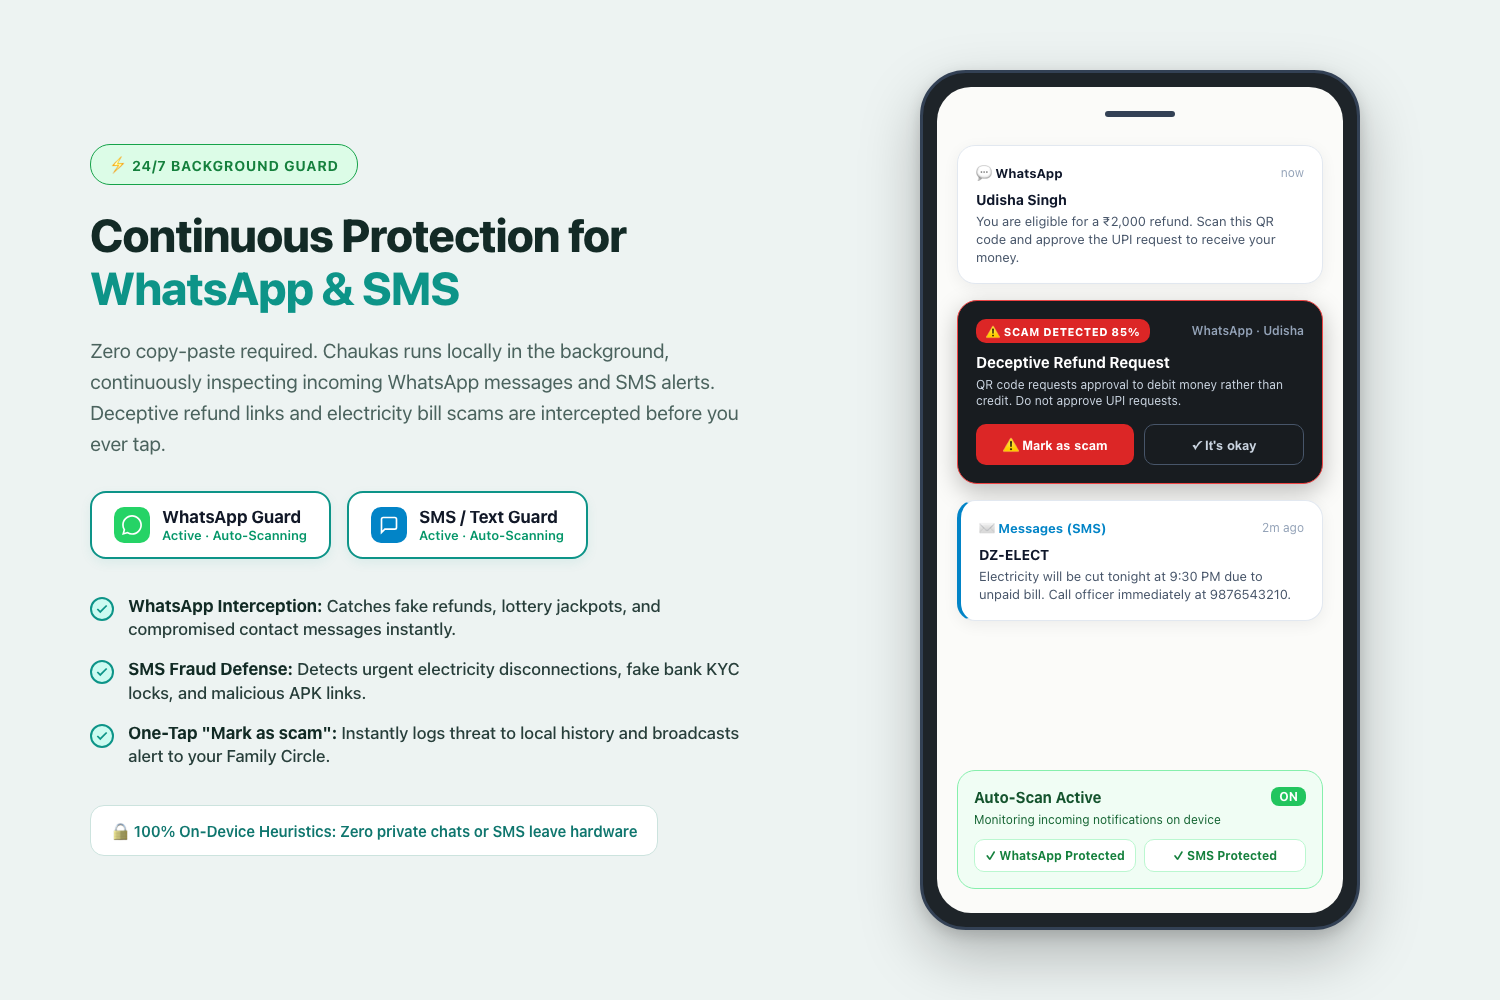 ⚡ 24/7 BACKGROUND GUARD
Continuous Protection for
WhatsApp & SMS
Zero copy-paste required. Chaukas runs locally in the background,
continuously inspecting incoming WhatsApp messages and SMS alerts.
Deceptive refund links and electricity bill scams are intercepted before you
ever tap.
WhatsApp Guard
Active · Auto-Scanning
SMS / Text Guard
Active · Auto-Scanning
WhatsApp Interception: Catches fake refunds, lottery jackpots, and
compromised contact messages instantly.
SMS Fraud Defense: Detects urgent electricity disconnections, fake bank KYC
locks, and malicious APK links.
One-Tap "Mark as scam": Instantly logs threat to local history and broadcasts
alert to your Family Circle.
🔒 100% On-Device Heuristics: Zero private chats or SMS leave hardware
💬 WhatsApp now
Udisha Singh
You are eligible for a ₹2,000 refund. Scan this QR
code and approve the UPI request to receive your
money.
⚠️ SCAM DETECTED 85% WhatsApp · Udisha
Deceptive Refund Request
QR code requests approval to debit money rather than
credit. Do not approve UPI requests.
⚠️ Mark as scam
✓ It's okay
✉️ Messages (SMS) 2m ago
DZ-ELECT
Electricity will be cut tonight at 9:30 PM due to
unpaid bill. Call officer immediately at 9876543210.
Auto-Scan Active ON
Monitoring incoming notifications on device
✓ WhatsApp Protected
✓ SMS Protected